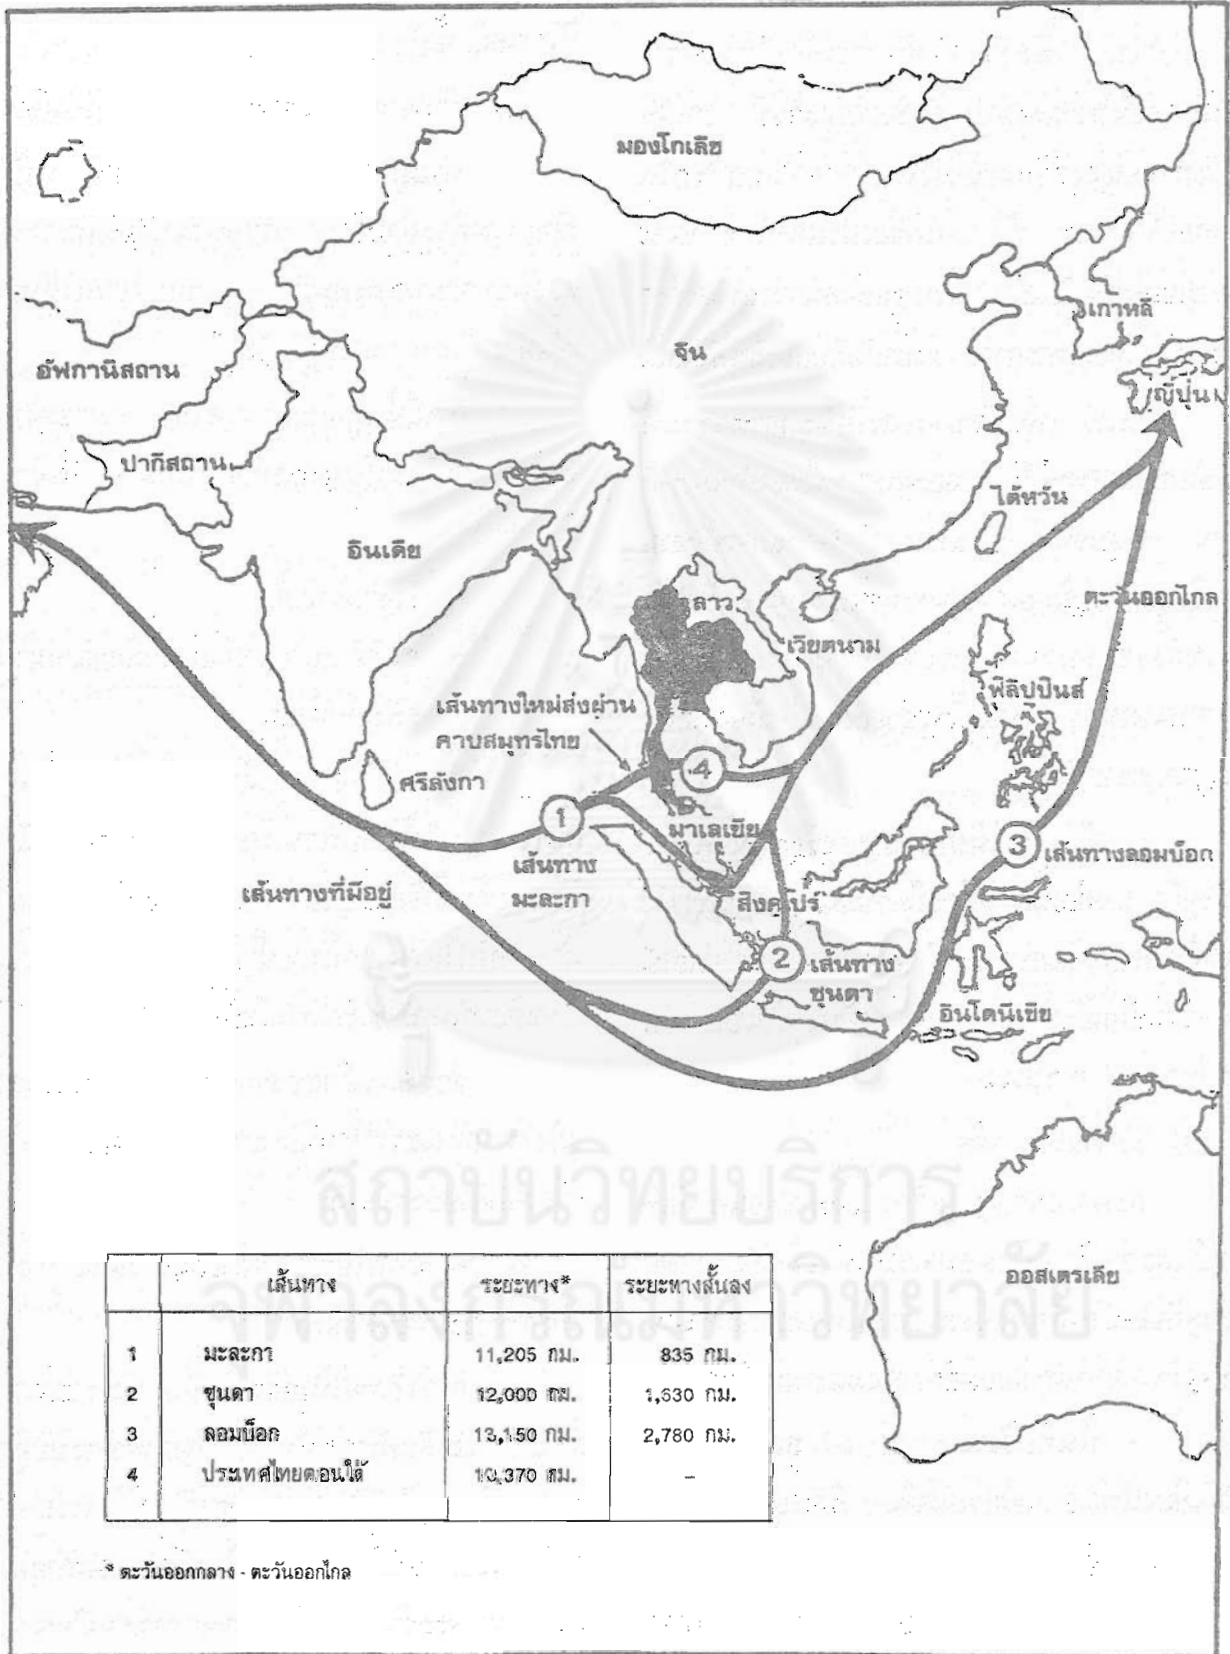 มองโกเลีย
เกาหลี
จีน
อัฟกานิสถาน
ญี่ปุ่น
ปากีสถาน
ไต้หวัน
อินเดีย
ลาว
ตะวันออกไกล
เวียตนาม
ฟิลิปปินส์
เส้นทางใหม่ส่งผ่าน
คาบสมุทรไทย
4
ศรีลังกา
1
มาเลเซีย
3 เส้นทางลอมบ็อก
เส้นทาง
มะละกา
เส้นทางที่มีอยู่
สิงคโปร์
2 เส้นทาง
ซุนดา
อินโดนีเซีย
สถาบันวิทยบริการ
จุฬาลงกรณ์มหาวิทยาลัย
ออสเตรเลีย
เส้นทาง ระยะทาง* ระยะทางสั้นลง
1 มะละกา 11,205 กม. 835 กม.
2 ซุนดา 12,000 กม. 1,630 กม.
3 ลอมบ็อก 13,150 กม. 2,780 กม.
4 ประเทศไทยตอนใต้ 10,370 กม. -
* ตะวันออกกลาง - ตะวันออกไกล